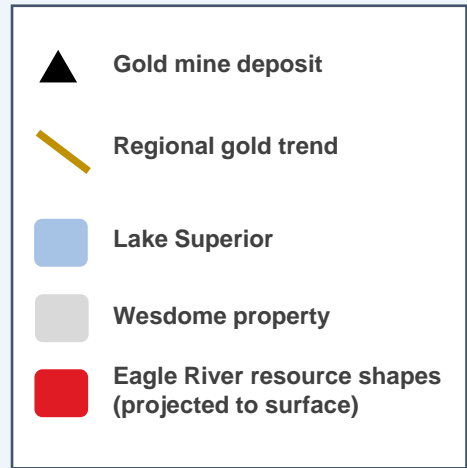 Gold mine deposit
Regional gold trend
Lake Superior
Wesdome property
Eagle River resource shapes
(projected to surface)